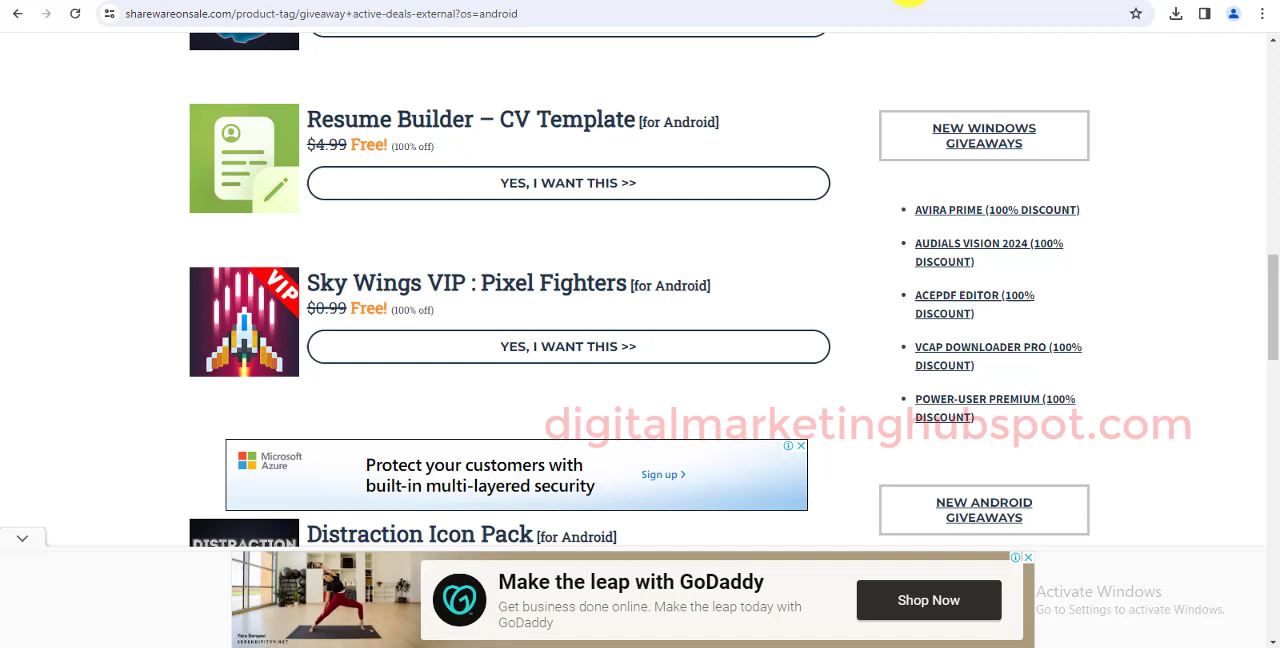 sharewareonsale.com/product-tag/giveaway+active-deals-external?os=android
Resume Builder – CV Template [for Android]
$4.99 Free! (100% off)
YES, I WANT THIS >>
VIP
Sky Wings VIP : Pixel Fighters [for Android]
$0.99 Free! (100% off)
YES, I WANT THIS >>
NEW WINDOWS
GIVEAWAYS
• AVIRA PRIME (100% DISCOUNT)
• AUDIALS VISION 2024 (100%
DISCOUNT)
• ACEPDF EDITOR (100%
DISCOUNT)
• VCAP DOWNLOADER PRO (100%
DISCOUNT)
• POWER-USER PREMIUM (100%
DISCOUNT)
digitalmarketinghubspot.com
Microsoft
Azure
Protect your customers with
built-in multi-layered security
Sign up >
NEW ANDROID
GIVEAWAYS
DISTRACTION
Distraction Icon Pack [for Android]
Make the leap with GoDaddy
Get business done online. Make the leap today with
GoDaddy
Shop Now
Activate Windows
Go to Settings to activate Windows.